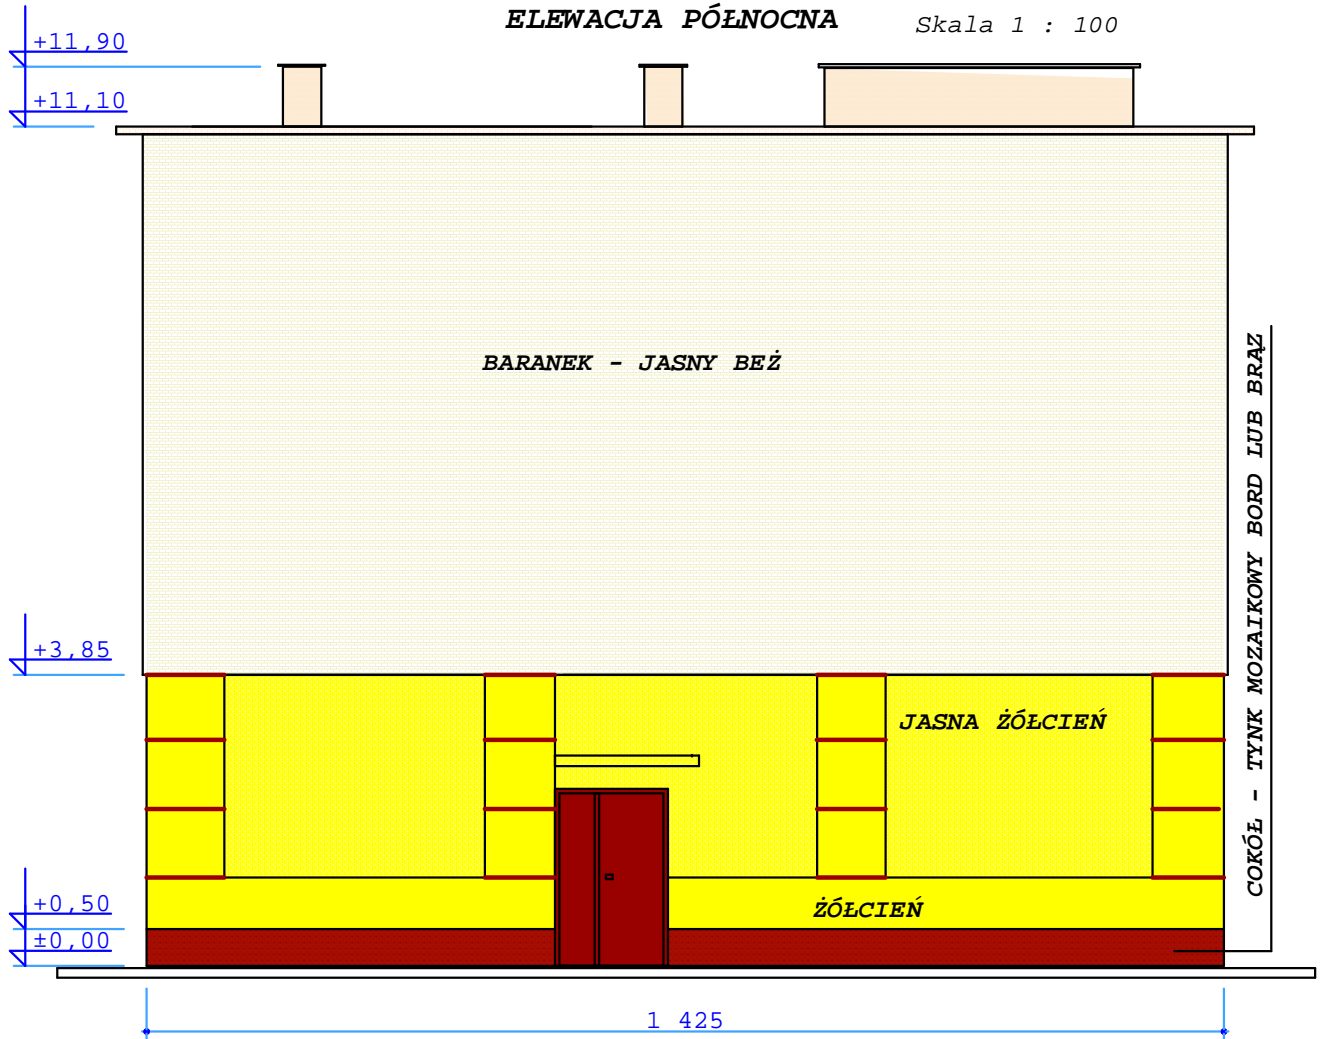 ELEWACJA PÓŁNOCNA
Skala 1 : 100
+11,90
+11,10
BARANEK - JASNY BEŻ
+3,85
JASNA ŻÓŁCIEŃ
COKÓŁ - TYNK MOZAIKOWY BORD LUB BRĄZ
+0,50
ŻÓŁCIEŃ
±0,00
1 425